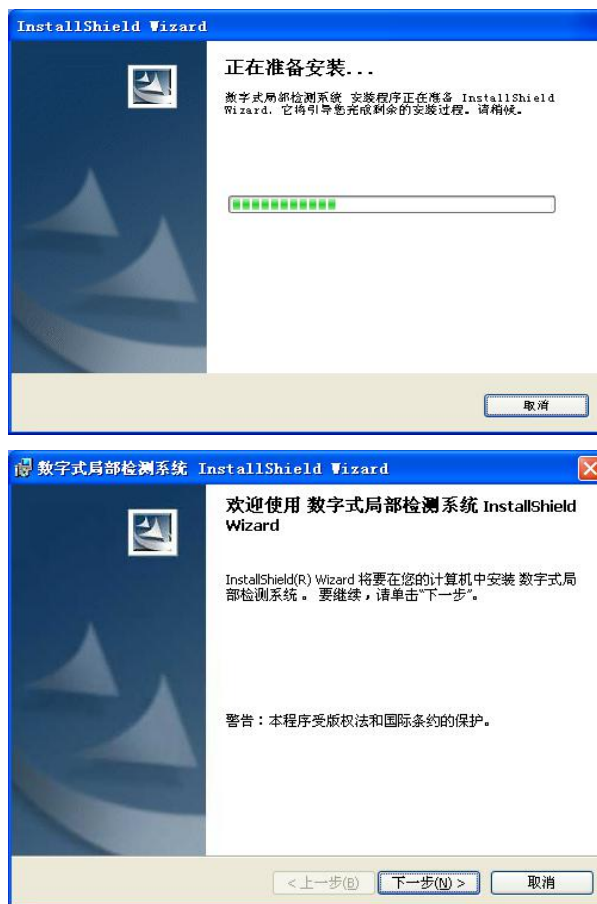 InstallShield Wizard
正在准备安装...
数字式局部检测系统 安装程序正在准备 InstallShield
Wizard，它将引导您完成剩余的安装过程。请稍候。
取消
数字式局部检测系统 InstallShield Wizard
欢迎使用 数字式局部检测系统 InstallShield
Wizard
InstallShield(R) Wizard 将要在您的计算机中安装 数字式局
部检测系统 。 要继续，请单击“下一步”。
警告：本程序受版权法和国际条约的保护。
<上一步(B) 下一步(N) > 取消